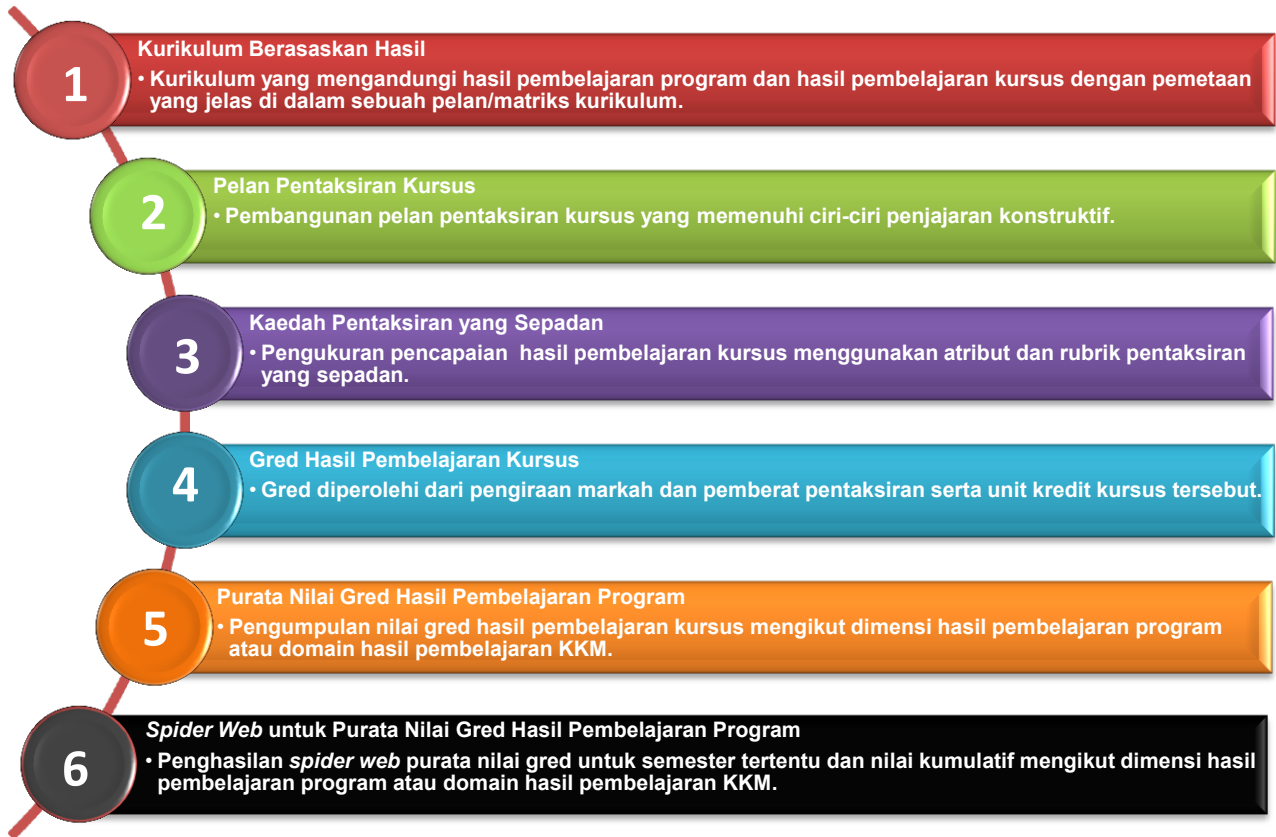 1
Kurikulum Berasaskan Hasil
• Kurikulum yang mengandungi hasil pembelajaran program dan hasil pembelajaran kursus dengan pemetaan
yang jelas di dalam sebuah pelan/matriks kurikulum.
2
Pelan Pentaksiran Kursus
• Pembangunan pelan pentaksiran kursus yang memenuhi ciri-ciri penjajaran konstruktif.
3
Kaedah Pentaksiran yang Sepadan
• Pengukuran pencapaian hasil pembelajaran kursus menggunakan atribut dan rubrik pentaksiran
yang sepadan.
4
Gred Hasil Pembelajaran Kursus
• Gred diperolehi dari pengiraan markah dan pemberat pentaksiran serta unit kredit kursus tersebut.
5
Purata Nilai Gred Hasil Pembelajaran Program
• Pengumpulan nilai gred hasil pembelajaran kursus mengikut dimensi hasil pembelajaran program
atau domain hasil pembelajaran KKM.
6
Spider Web untuk Purata Nilai Gred Hasil Pembelajaran Program
• Penghasilan spider web purata nilai gred untuk semester tertentu dan nilai kumulatif mengikut dimensi hasil
pembelajaran program atau domain hasil pembelajaran KKM.